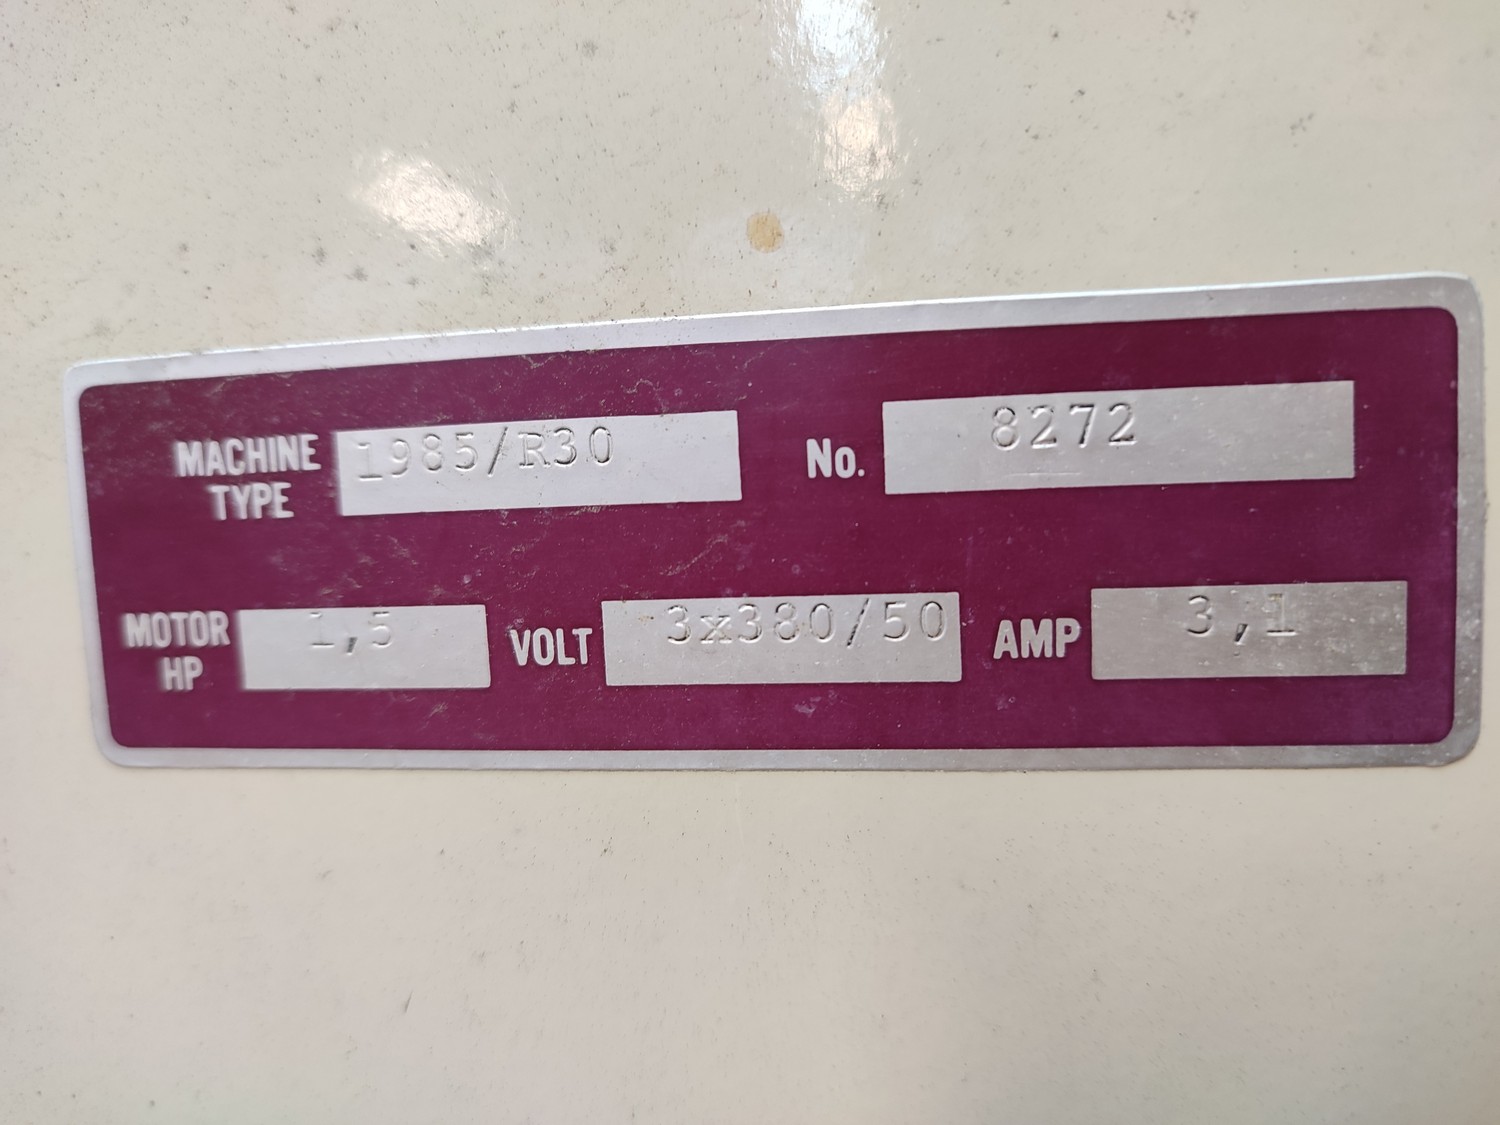 MACHINE TYPE 1985/R30 No. 8272
MOTOR HP 1,5 VOLT 3x380/50 AMP 3,1